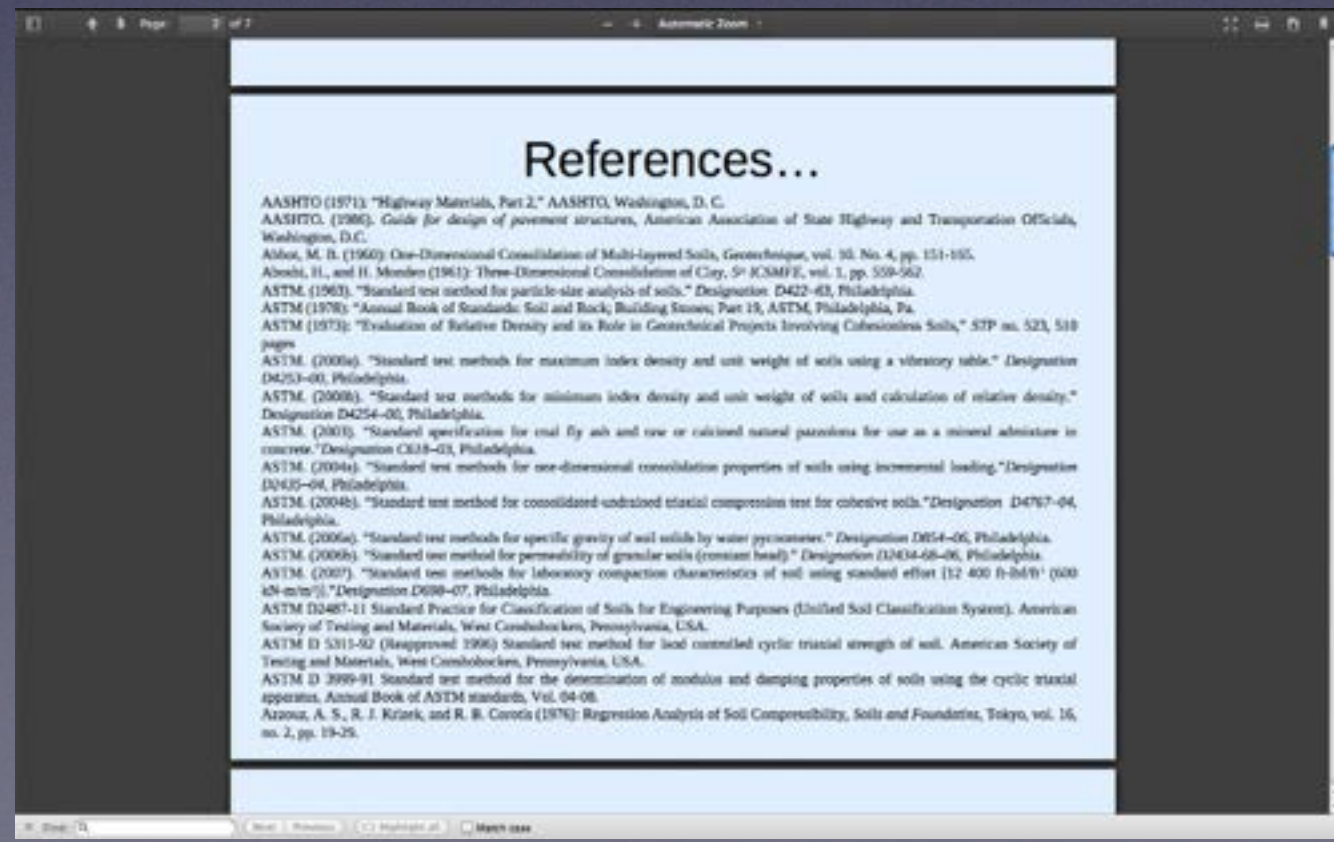 Page: 2 of 7
Automatic Zoom
References...
AASHTO (1971): "Highway Materials, Part 2," AASHTO, Washington, D. C.
AASHTO. (1986). Guide for design of pavement structures, American Association of State Highway and Transportation Officials,
Washington, D.C.
Abbot, M. B. (1960): One-Dimensional Consolidation of Multi-layered Soils, Geotechnique, vol. 10. No. 4, pp. 151-165.
Aboshi, H., and H. Monden (1961): Three-Dimensional Consolidation of Clay, ICSMFE, vol. 1, pp. 559-562.
ASTM. (1963). "Standard test method for particle-size analysis of soils." Designation D422–63, Philadelphia.
ASTM (1978): "Annual Book of Standards: Soil and Rock; Building Stones; Part 19, ASTM, Philadelphia, Pa.
ASTM (1973): "Evaluation of Relative Density and its Role in Geotechnical Projects Involving Cohesionless Soils," STP no. 523, 510
pages
ASTM. (2000a). "Standard test methods for maximum index density and unit weight of soils using a vibratory table." Designation
D4253–00, Philadelphia.
ASTM. (2000b). "Standard test methods for minimum index density and unit weight of soils and calculation of relative density."
Designation D4254–00, Philadelphia.
ASTM. (2003). "Standard specification for coal fly ash and raw or calcined natural pozzolona for use as a mineral admixture in
concrete."Designation C618–03, Philadelphia.
ASTM. (2004a). "Standard test methods for one-dimensional consolidation properties of soils using incremental loading."Designation
D2435–04, Philadelphia.
ASTM. (2004b). "Standard test method for consolidated-undrained triaxial compression test for cohesive soils."Designation D4767–04,
Philadelphia.
ASTM. (2006a). "Standard test methods for specific gravity of soil solids by water pycnometer." Designation D854–06, Philadelphia.
ASTM. (2006b). "Standard test method for permeability of granular soils (constant head)." Designation D2434-68–06, Philadelphia.
ASTM. (2007). "Standard test methods for laboratory compaction characteristics of soil using standard effort [12 400 ft-lbf/ft³ (600
kN-m/m³)]."Designation D698–07, Philadelphia.
ASTM D2487-11 Standard Practice for Classification of Soils for Engineering Purposes (Unified Soil Classification System). American
Society of Testing and Materials, West Conshohocken, Pennsylvania, USA.
ASTM D 5311-92 (Reapproved 1996) Standard test method for load controlled cyclic triaxial strength of soil. American Society of
Testing and Materials, West Conshohocken, Pennsylvania, USA.
ASTM D 3999-91 Standard test method for the determination of modulus and damping properties of soils using the cyclic triaxial
apparatus. Annual Book of ASTM standards, Vol. 04-08.
Azzouz, A. S., R. J. Krizek, and R. B. Corotis (1976): Regression Analysis of Soil Compressibility, Soils and Foundation, Tokyo, vol. 16,
no. 2, pp. 19-29.
Find: Next Previous Highlight all Match case